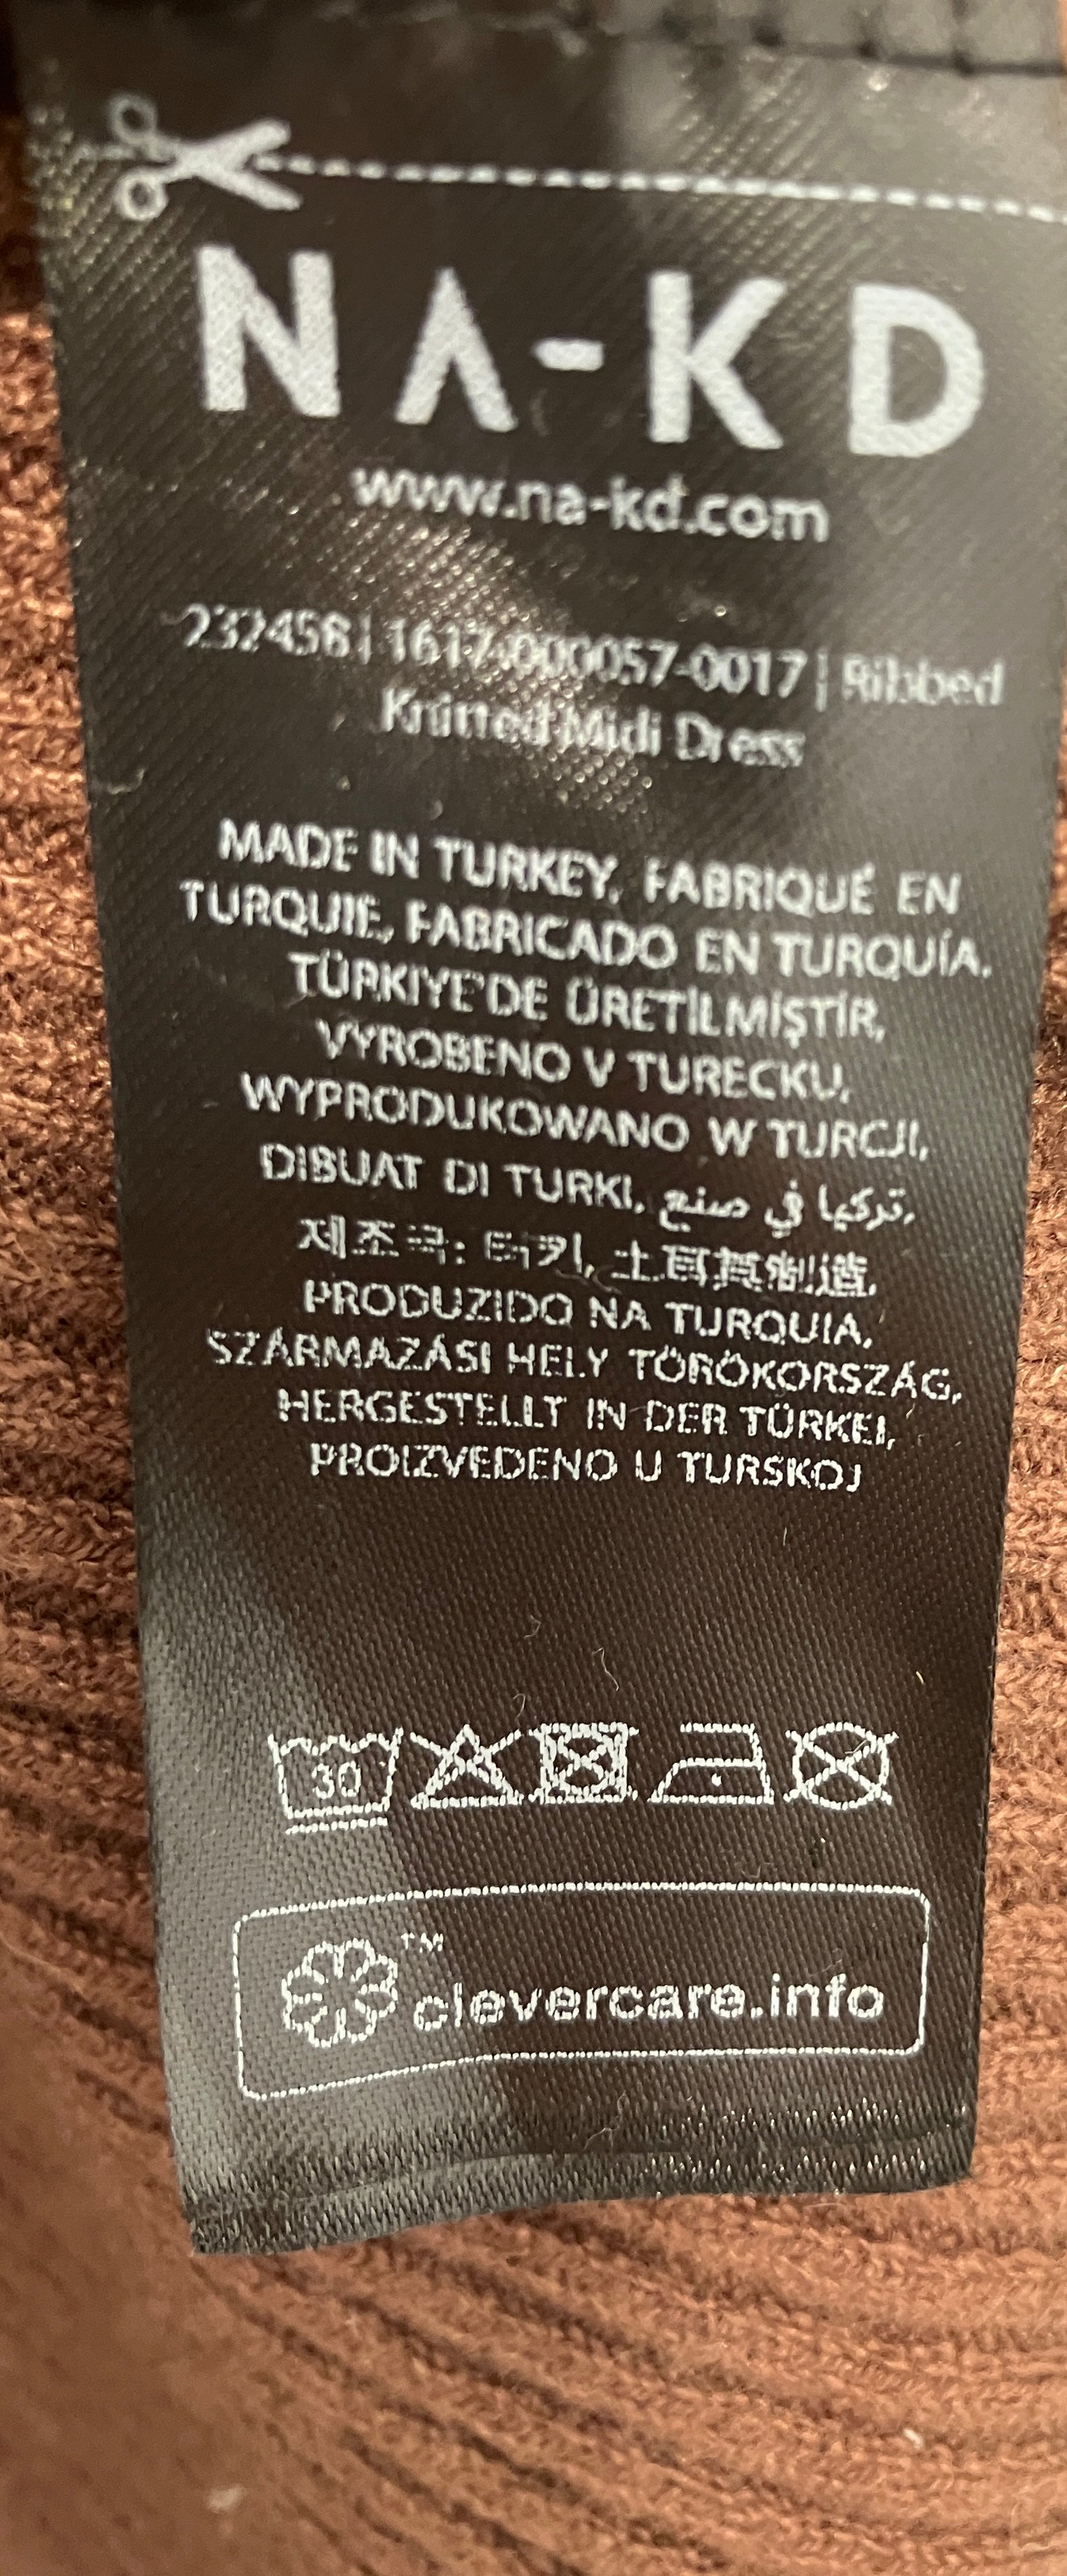 NA-KD
www.na-kd.com
232458 | 1617-000057-0017 | Ribbed
Knitted Midi Dress
MADE IN TURKEY, FABRIQUÉ EN
TURQUIE, FABRICADO EN TURQUÍA.
TÜRKIYE'DE ÜRETİLMİŞTİR,
VYROBENO V TURECKU,
WYPRODUKOWANO W TURCJI,
DIBUAT DI TURKI, تركيا في صنع,
제조국: 터키, 土耳其制造,
PRODUZIDO NA TURQUIA,
SZÁRMAZÁSI HELY TÖRÖKORSZÁG,
HERGESTELLT IN DER TÜRKEI,
PROIZVEDENO U TURSKOJ
30
TM
clevercare.info